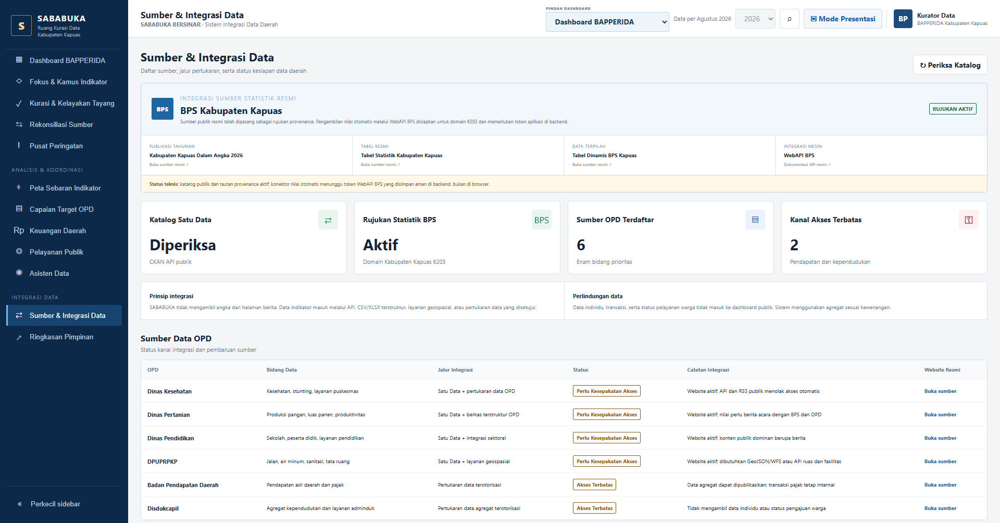 S
SABABUKA
Ruang Kurasi Data
Kabupaten Kapuas
Dashboard BAPPERIDA
Fokus & Kamus Indikator
Kurasi & Kelayakan Tayang
Rekonsiliasi Sumber
Pusat Peringatan
ANALISIS & KOORDINASI
Peta Sebaran Indikator
Capaian Target OPD
Rp Keuangan Daerah
Pelayanan Publik
Asisten Data
INTEGRASI DATA
Sumber & Integrasi Data
Ringkasan Pimpinan
« Perkecil sidebar
Sumber & Integrasi Data
SABABUKA BERSINAR · Sistem Integrasi Data Daerah
PINDAH DASHBOARD
Dashboard BAPPERIDA
Data per Agustus 2026
2026
Mode Presentasi
BP
Kurator Data
BAPPERIDA Kabupaten Kapuas
Sumber & Integrasi Data
Daftar sumber, jalur pertukaran, serta status kesiapan data daerah
↻ Periksa Katalog
BPS
INTEGRASI SUMBER STATISTIK RESMI
BPS Kabupaten Kapuas
Sumber publik resmi telah dipasang sebagai rujukan provenance. Pengambilan nilai otomatis melalui WebAPI BPS disiapkan untuk domain 6203 dan memerlukan token aplikasi di backend.
RUJUKAN AKTIF
PUBLIKASI TAHUNAN
Kabupaten Kapuas Dalam Angka 2026
Buka sumber resmi ↗
TABEL RESMI
Tabel Statistik Kabupaten Kapuas
Buka sumber resmi ↗
DATA TERPILAH
Tabel Dinamis BPS Kapuas
Buka sumber resmi ↗
INTEGRASI MESIN
WebAPI BPS
Dokumentasi API resmi ↗
Status teknis: katalog publik dan tautan provenance aktif; konektor nilai otomatis menunggu token WebAPI BPS yang disimpan aman di backend, bukan di browser.
Katalog Satu Data
Diperiksa
CKAN API publik
Rujukan Statistik BPS
BPS
Aktif
Domain Kabupaten Kapuas 6203
Sumber OPD Terdaftar
6
Enam bidang prioritas
Kanal Akses Terbatas
2
Pendapatan dan kependudukan
Prinsip integrasi
SABABUKA tidak mengambil angka dari halaman berita. Data indikator masuk melalui API, CSV/XLSX terstruktur, layanan geospasial, atau pertukaran data yang disetujui.
Perlindungan data
Data individu, transaksi, serta status pelayanan warga tidak masuk ke dashboard publik. Sistem menggunakan agregat sesuai kewenangan.
Sumber Data OPD
Status kanal integrasi dan pembaruan sumber
OPD Bidang Data Jalur Integrasi Status Catatan Integrasi Website Resmi
Dinas Kesehatan Kesehatan, stunting, layanan puskesmas Satu Data + pertukaran data OPD Perlu Kesepakatan Akses Website aktif; API dan RSS publik menolak akses otomatis Buka sumber
Dinas Pertanian Produksi pangan, luas panen, produktivitas Satu Data + berkas terstruktur OPD Perlu Kesepakatan Akses Website aktif; nilai perlu berita acara dengan BPS dan OPD Buka sumber
Dinas Pendidikan Sekolah, peserta didik, layanan pendidikan Satu Data + integrasi sektoral Perlu Kesepakatan Akses Website aktif; konten publik dominan berupa berita Buka sumber
DPUPRPKP Jalan, air minum, sanitasi, tata ruang Satu Data + layanan geospasial Perlu Kesepakatan Akses Website aktif; dibutuhkan GeoJSON/WFS atau API ruas dan fasilitas Buka sumber
Badan Pendapatan Daerah Pendapatan asli daerah dan pajak Pertukaran data terotorisasi Akses Terbatas Data agregat dapat dipublikasikan; transaksi pajak tetap internal Buka sumber
Disdukcapil Agregat kependudukan dan layanan adminduk Pertukaran data agregat terotorisasi Akses Terbatas Tidak mengambil data individu atau status pengajuan warga Buka sumber